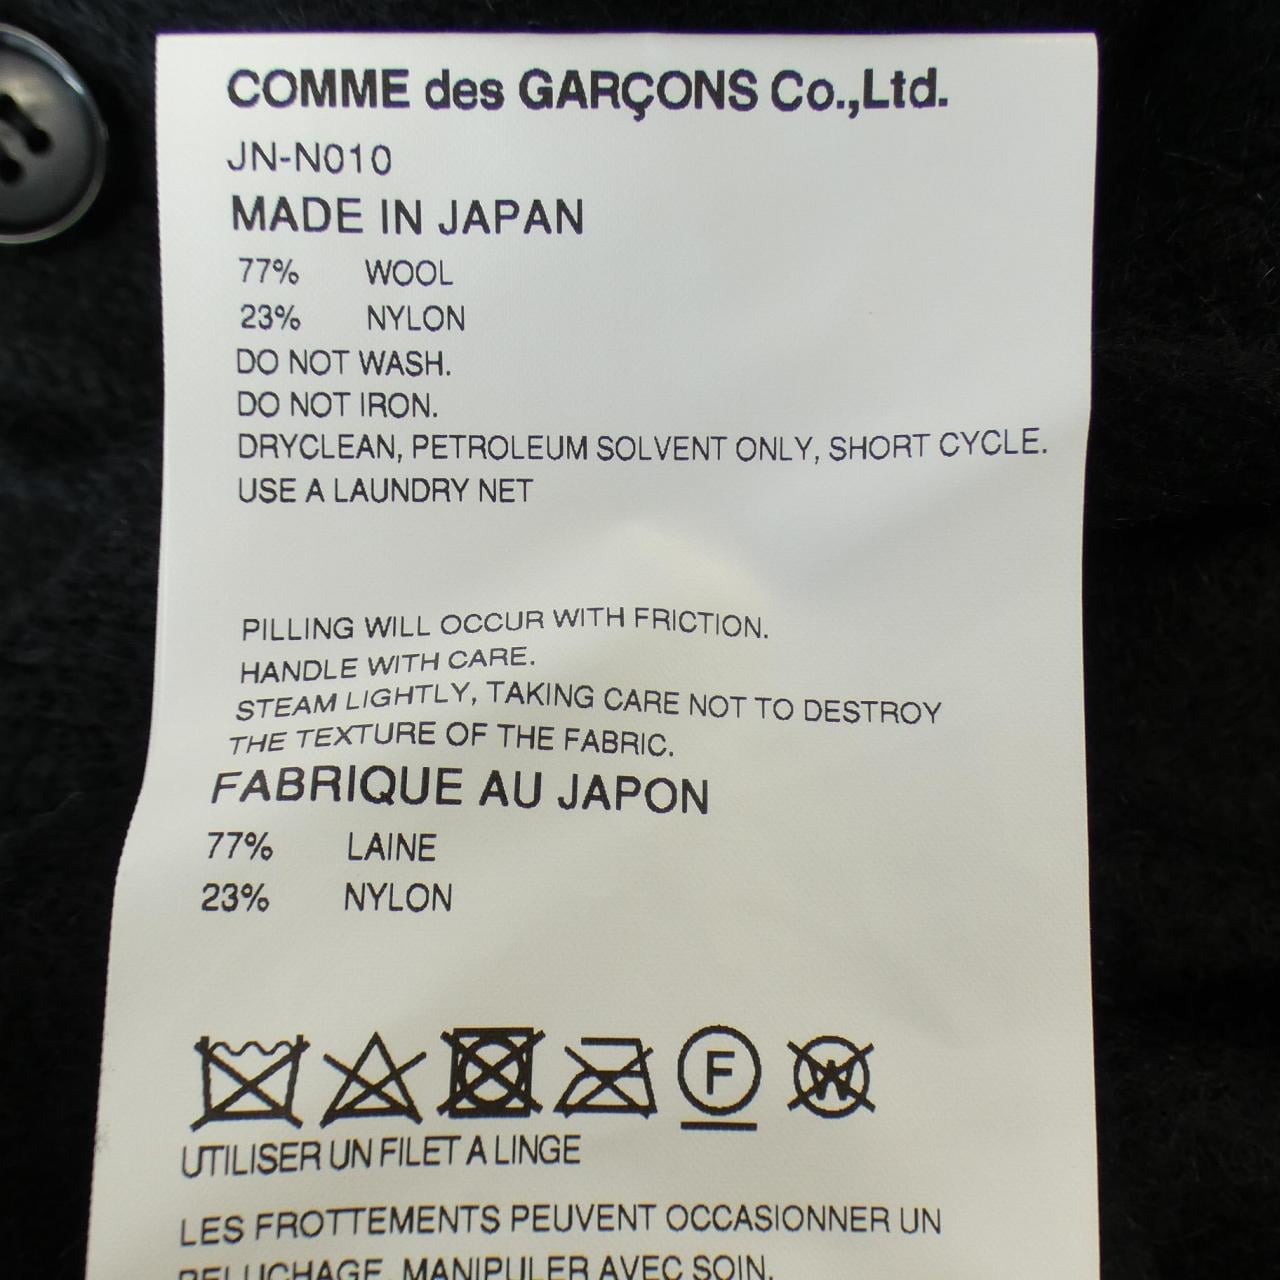 COMME des GARÇONS Co.,Ltd.
JN-N010
MADE IN JAPAN
77% WOOL
23% NYLON
DO NOT WASH.
DO NOT IRON.
DRYCLEAN, PETROLEUM SOLVENT ONLY, SHORT CYCLE.
USE A LAUNDRY NET
PILLING WILL OCCUR WITH FRICTION.
HANDLE WITH CARE.
STEAM LIGHTLY, TAKING CARE NOT TO DESTROY
THE TEXTURE OF THE FABRIC.
FABRIQUE AU JAPON
77% LAINE
23% NYLON
F W
UTILISER UN FILET A LINGE
LES FROTTEMENTS PEUVENT OCCASIONNER UN
PELUCHAGE. MANIPULER AVEC SOIN.